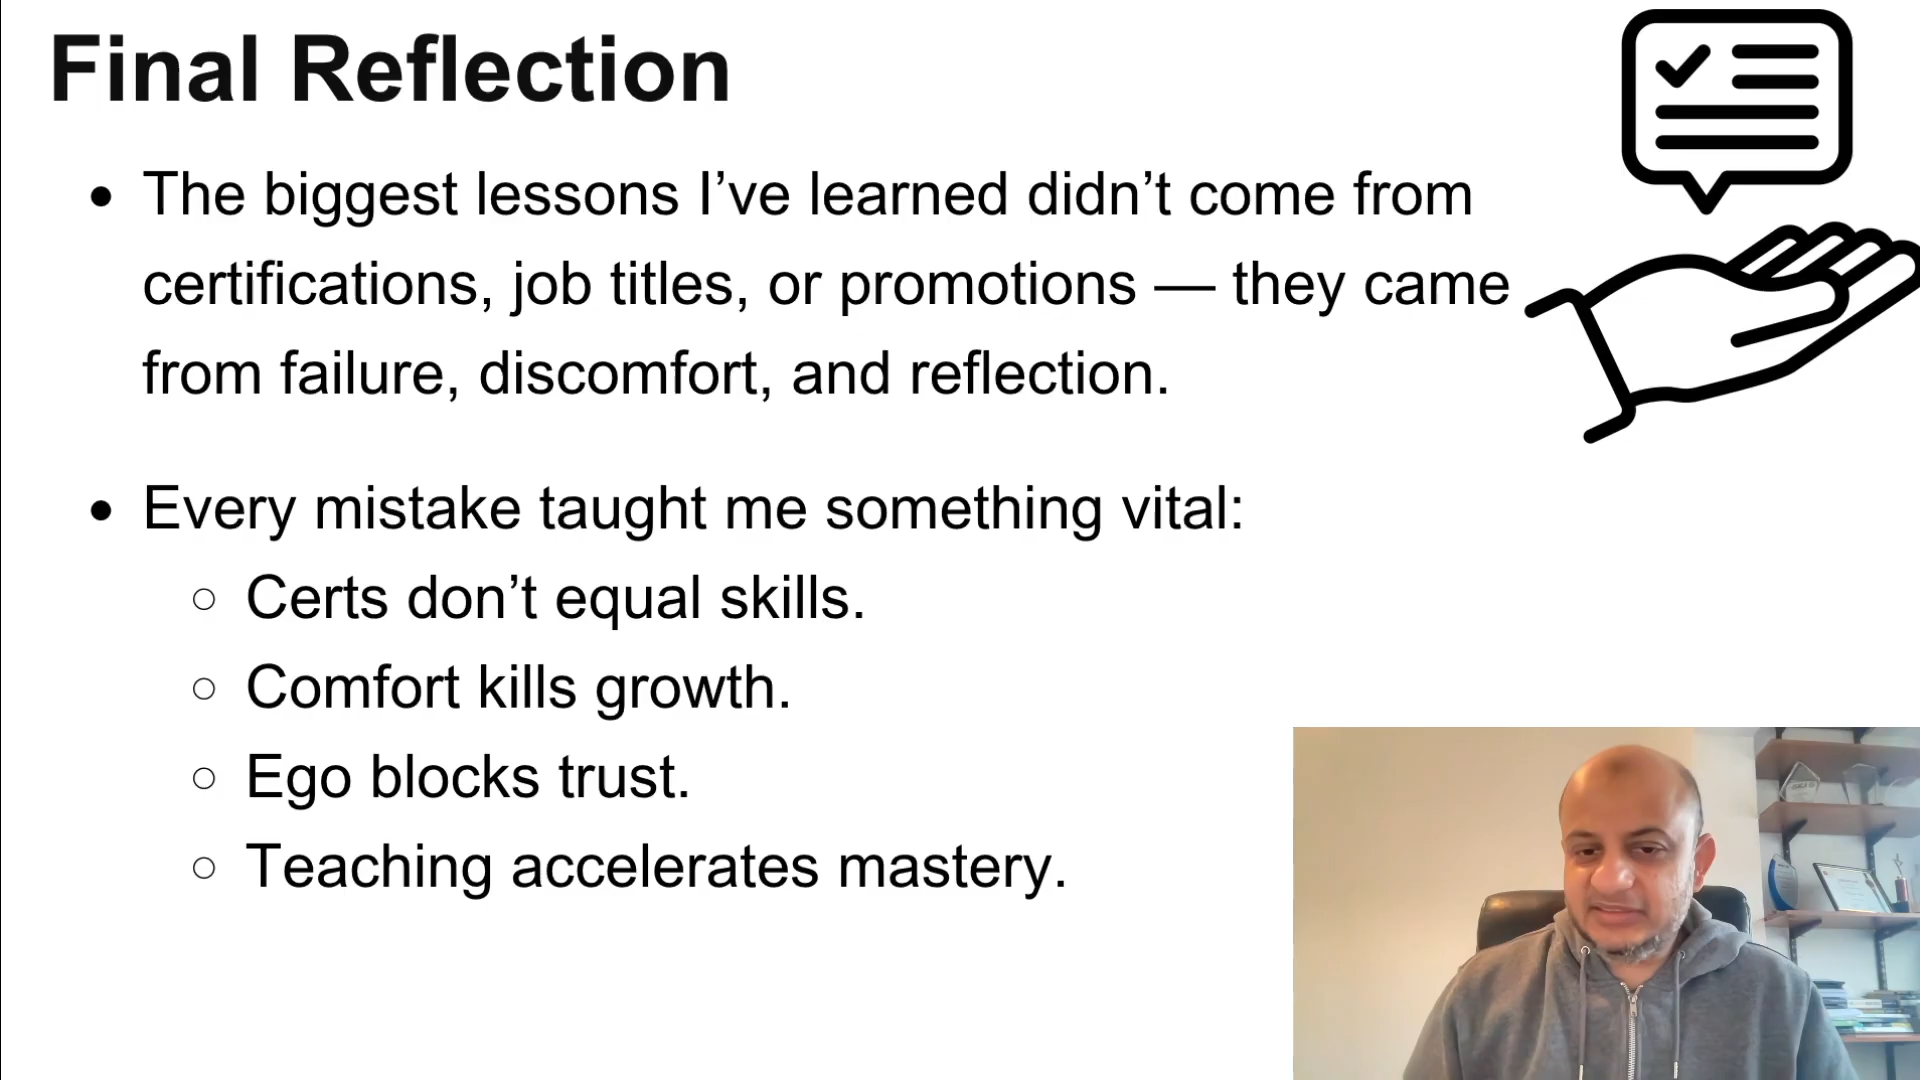 Final Reflection
• The biggest lessons I’ve learned didn’t come from
certifications, job titles, or promotions — they came
from failure, discomfort, and reflection.
• Every mistake taught me something vital:
○ Certs don’t equal skills.
○ Comfort kills growth.
○ Ego blocks trust.
○ Teaching accelerates mastery.